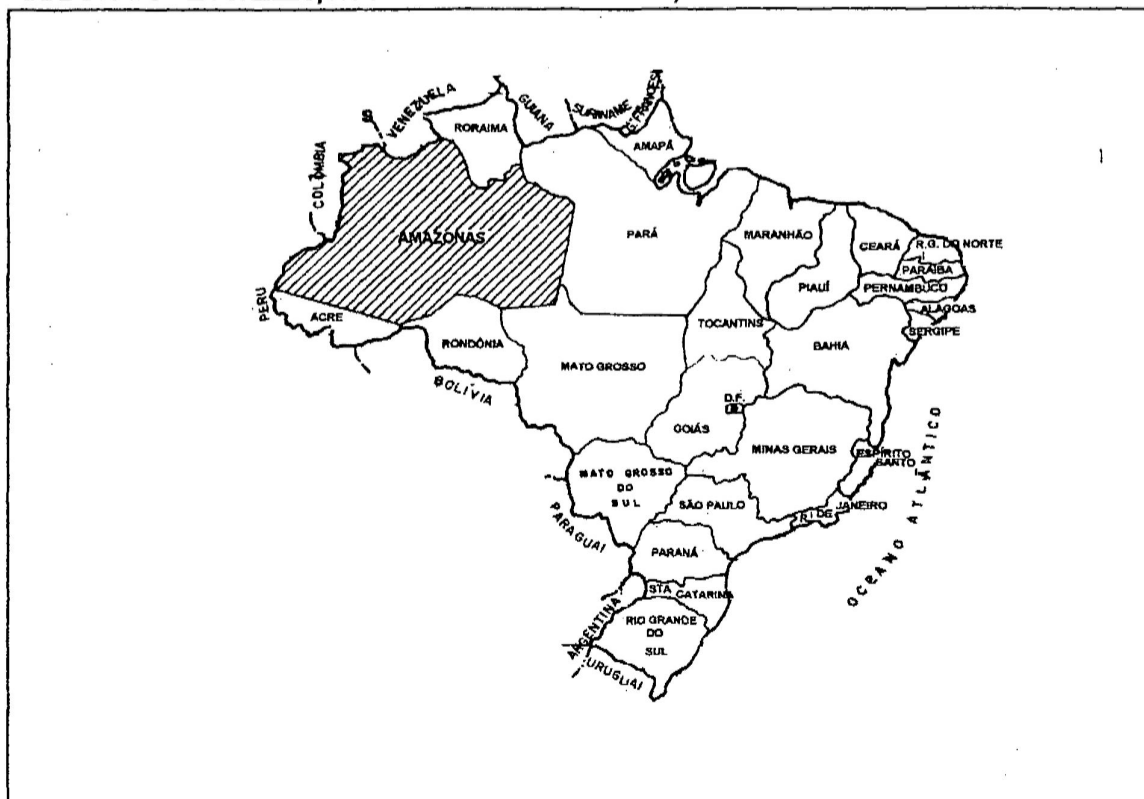 VENEZUELA
GUIANA
SURINAME
G. FRANCESA
COLÔMBIA
RORAIMA
AMAPÁ
AMAZONAS
PARÁ
MARANHÃO
CEARÁ
R.G. DO NORTE
PARAÍBA
PIAUÍ
PERNAMBUCO
ALAGOAS
SERGIPE
PERU
ACRE
RONDÔNIA
TOCANTINS
BAHIA
MATO GROSSO
BOLÍVIA
D.F.
GOIÁS
MINAS GERAIS
ESPÍRITO
SANTO
OCEANO ATLÂNTICO
MATO GROSSO
DO
SUL
SÃO PAULO
R. DE JANEIRO
PARAGUAI
PARANÁ
STA CATARINA
ARGENTINA
RIO GRANDE
DO
SUL
URUGUAI